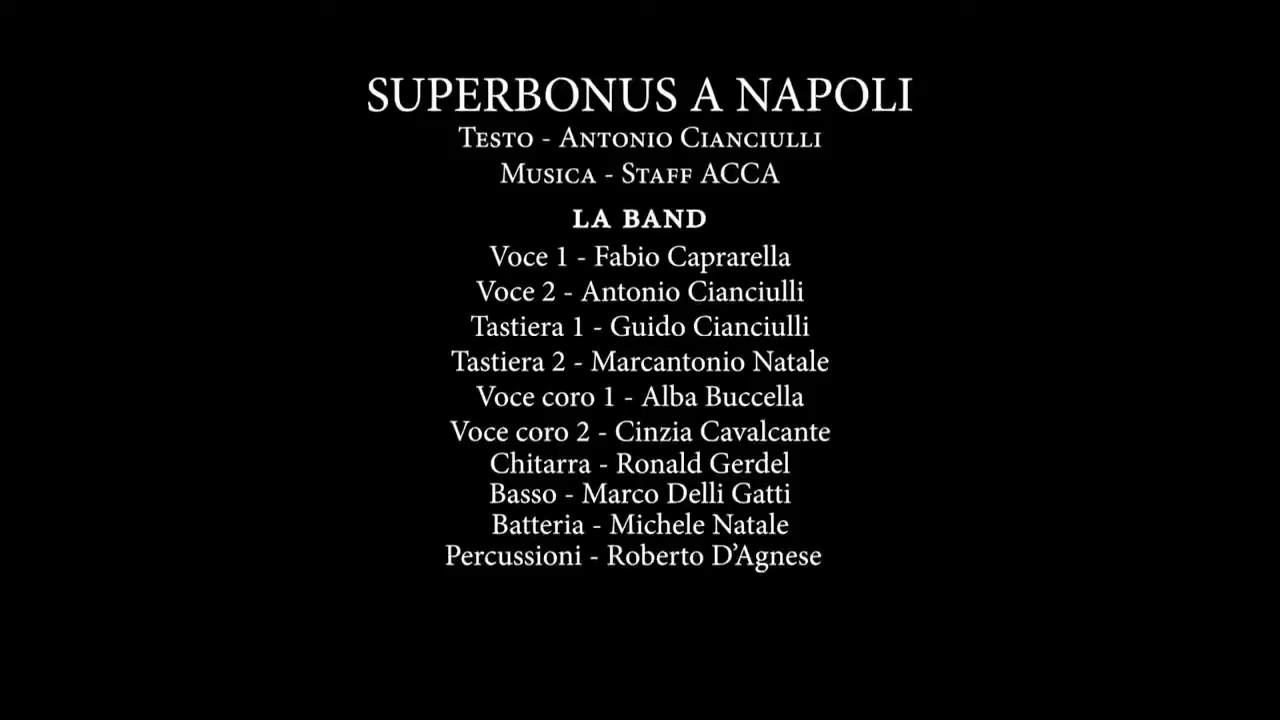 SUPERBONUS A NAPOLI
Testo - Antonio Cianciulli
Musica - Staff ACCA
LA BAND
Voce 1 - Fabio Caprarella
Voce 2 - Antonio Cianciulli
Tastiera 1 - Guido Cianciulli
Tastiera 2 - Marcantonio Natale
Voce coro 1 - Alba Buccella
Voce coro 2 - Cinzia Cavalcante
Chitarra - Ronald Gerdel
Basso - Marco Delli Gatti
Batteria - Michele Natale
Percussioni - Roberto D’Agnese